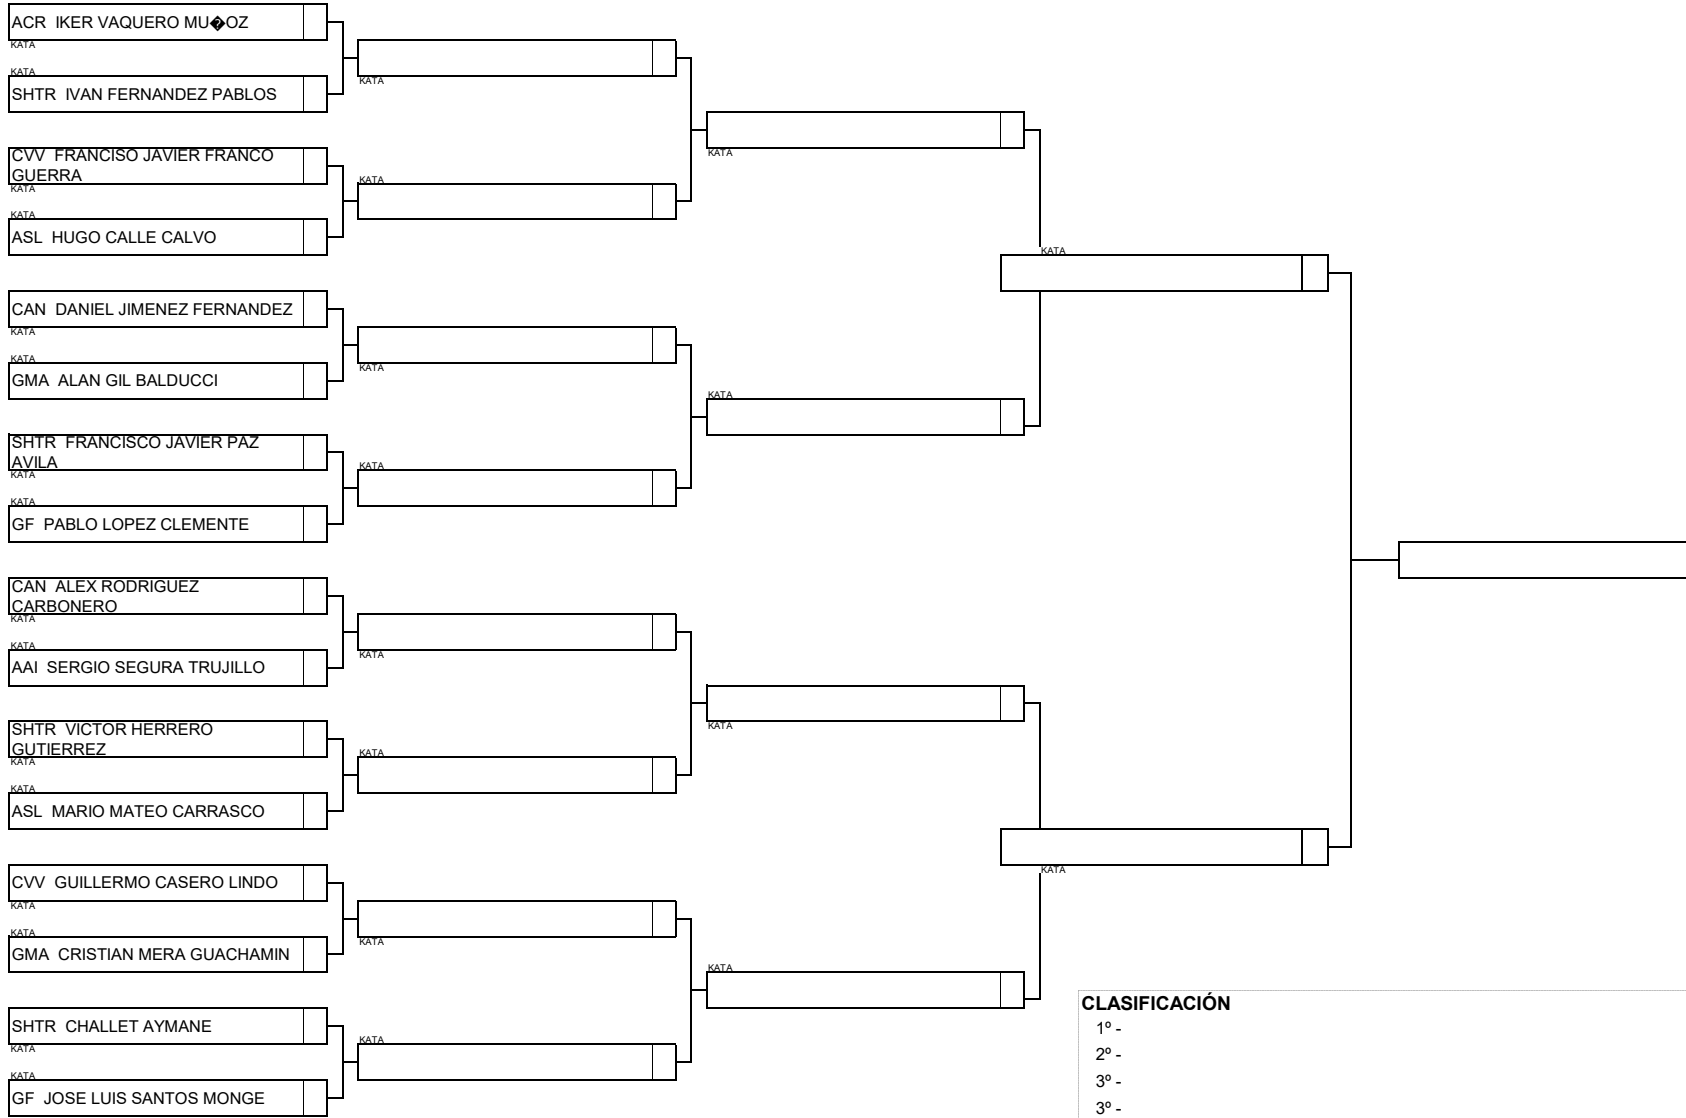 ACR IKER VAQUERO MU�OZ
KATA
KATA
SHTR IVAN FERNANDEZ PABLOS
KATA
CVV FRANCISO JAVIER FRANCO
GUERRA
KATA
KATA
KATA
ASL HUGO CALLE CALVO
KATA
KATA
CAN DANIEL JIMENEZ FERNANDEZ
KATA
KATA
GMA ALAN GIL BALDUCCI
KATA
KATA
SHTR FRANCISCO JAVIER PAZ
AVILA
KATA
KATA
KATA
GF PABLO LOPEZ CLEMENTE
CAN ALEX RODRIGUEZ
CARBONERO
KATA
KATA
AAI SERGIO SEGURA TRUJILLO
KATA
SHTR VICTOR HERRERO
GUTIERREZ
KATA
KATA
KATA
KATA
ASL MARIO MATEO CARRASCO
CVV GUILLERMO CASERO LINDO
KATA
KATA
KATA
GMA CRISTIAN MERA GUACHAMIN
KATA
KATA
SHTR CHALLET AYMANE
KATA
KATA
KATA
GF JOSE LUIS SANTOS MONGE
CLASIFICACIÓN
1º -
2º -
3º -
3º -